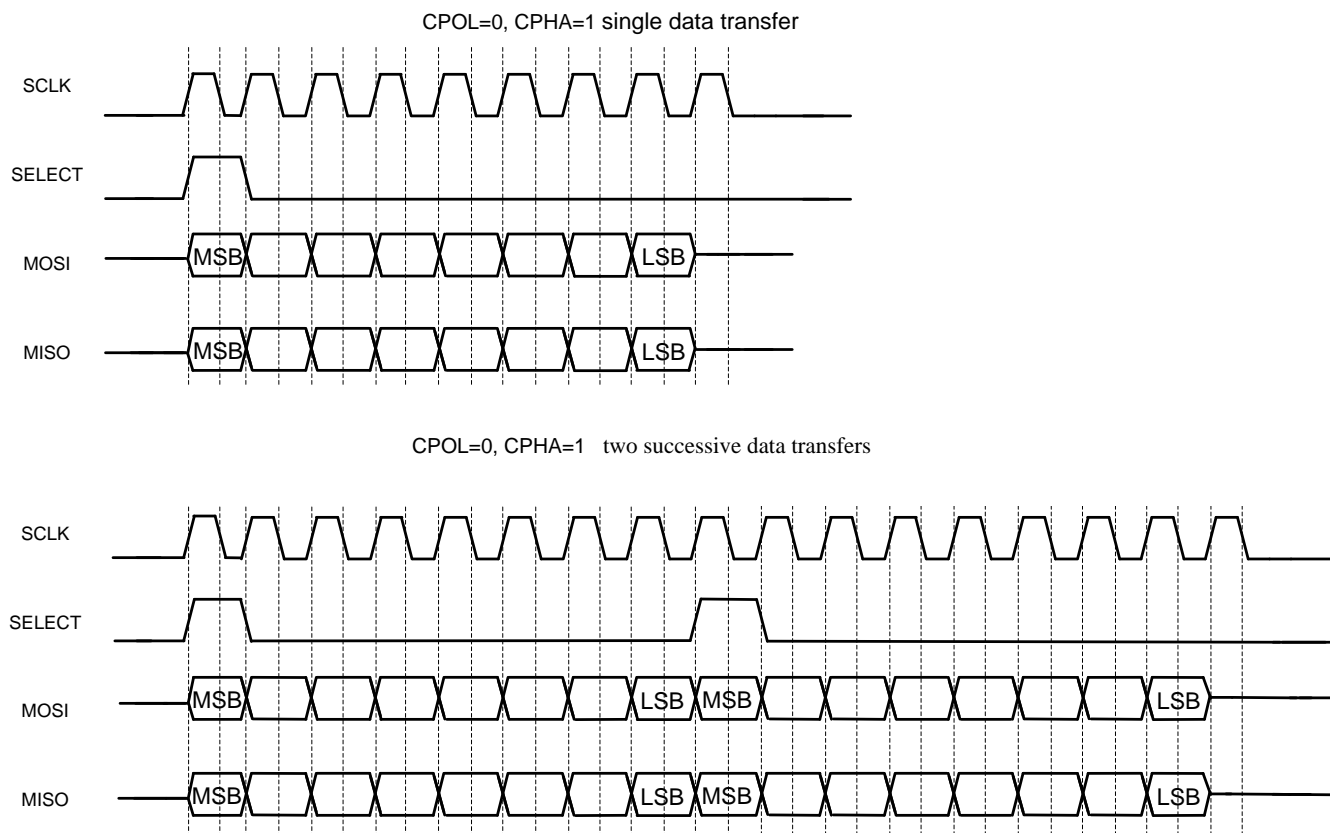 CPOL=0, CPHA=1 single data transfer
SCLK
SELECT
MOSI
MSB
LSB
MISO
MSB
LSB
CPOL=0, CPHA=1 two successive data transfers
SCLK
SELECT
MOSI
MSB
LSB
MSB
LSB
MISO
MSB
LSB
MSB
LSB